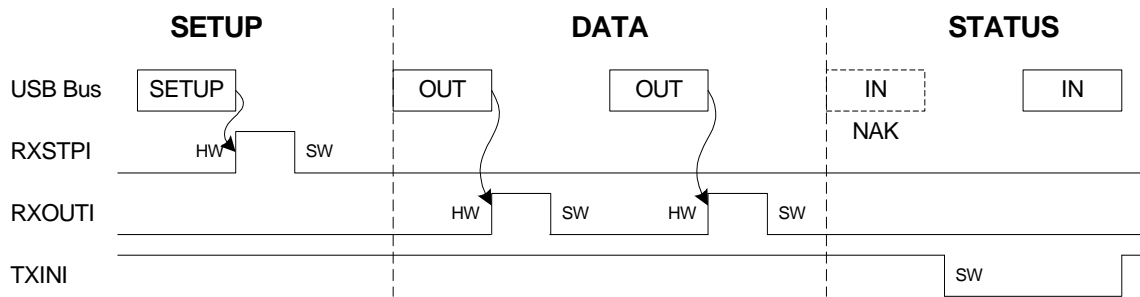 SETUP DATA STATUS
USB Bus SETUP OUT OUT IN IN
NAK
RXSTPI HW SW
RXOUTI HW SW HW SW
TXINI SW